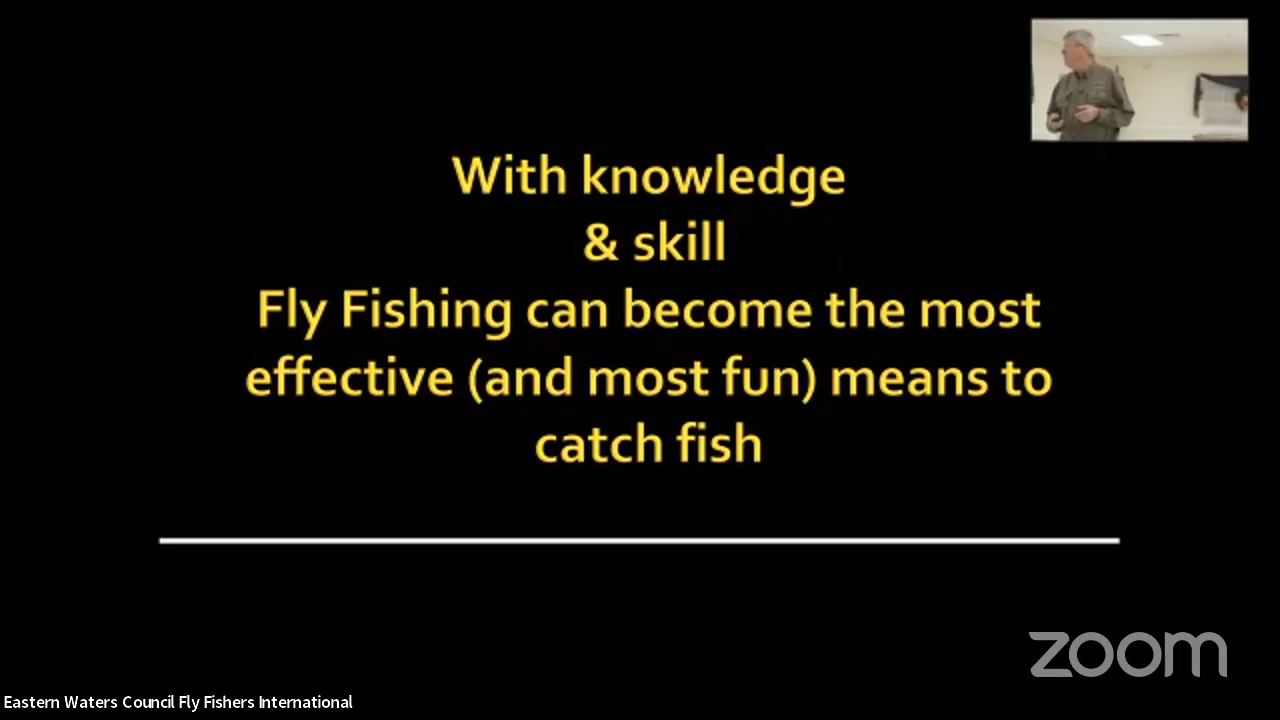 With knowledge
& skill
Fly Fishing can become the most
effective (and most fun) means to
catch fish
zoom
Eastern Waters Council Fly Fishers International